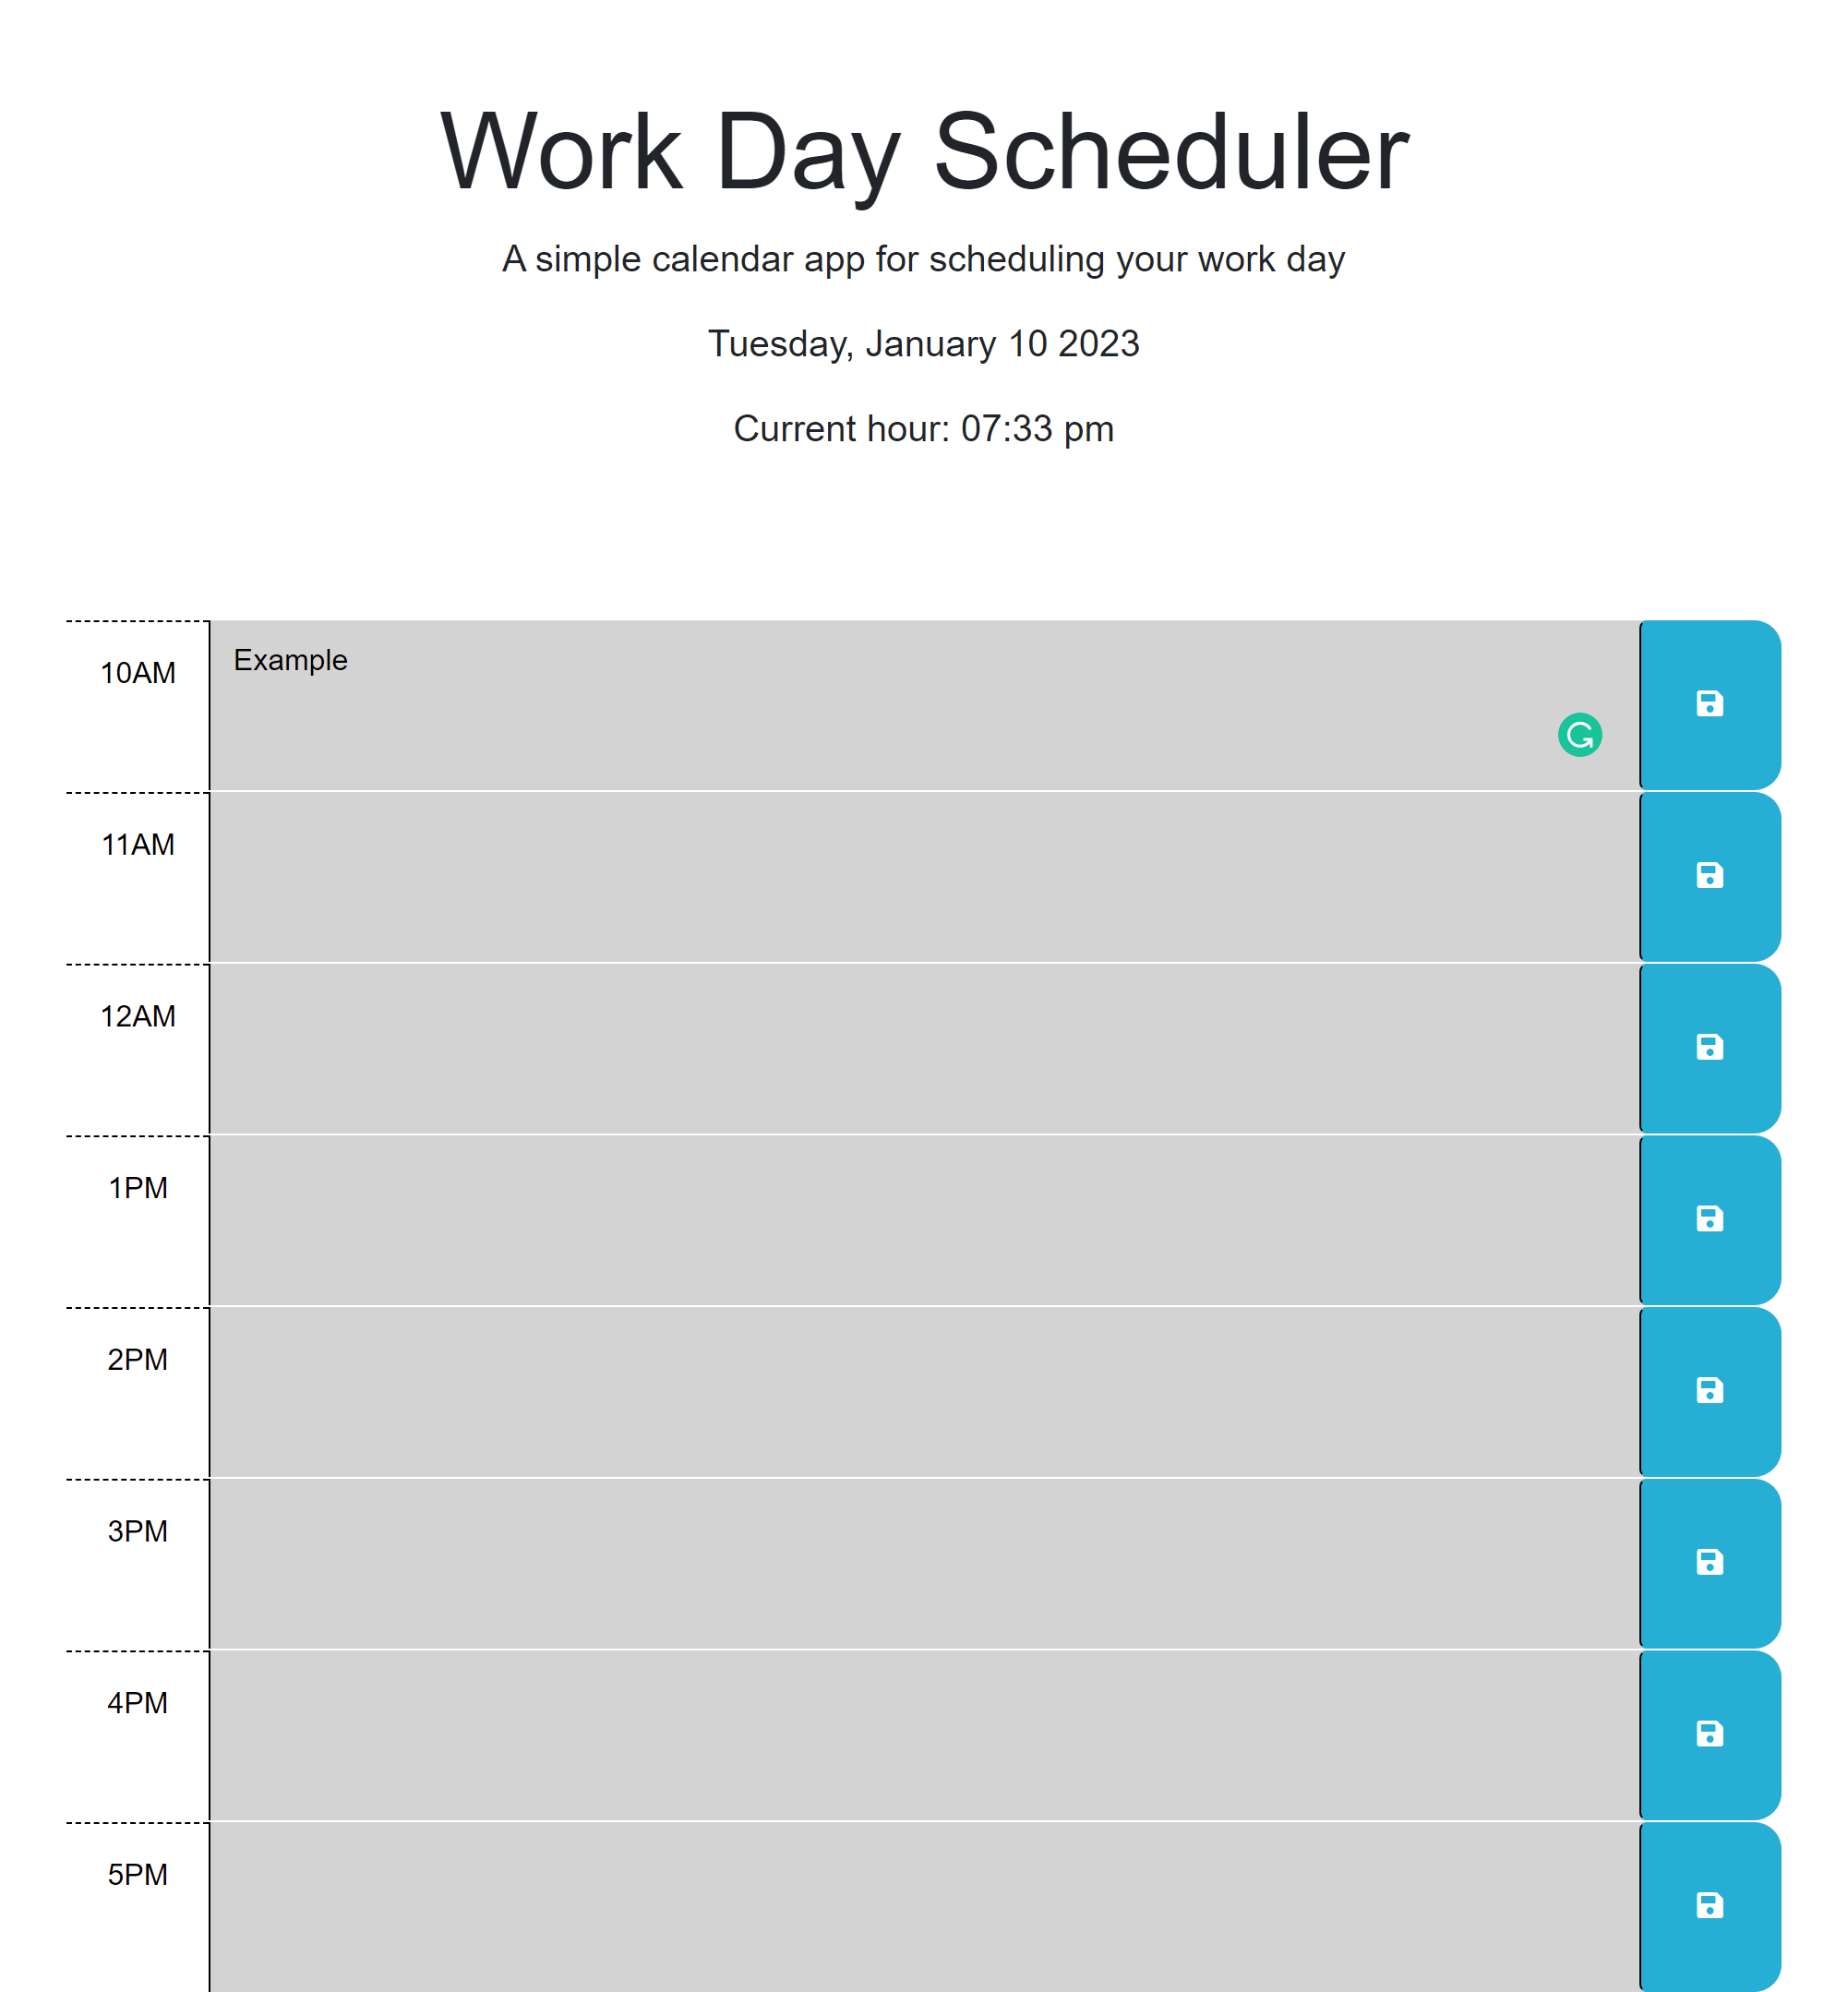 Work Day Scheduler
A simple calendar app for scheduling your work day
Tuesday, January 10 2023
Current hour: 07:33 pm
10AM
Example
11AM
12AM
1PM
2PM
3PM
4PM
5PM